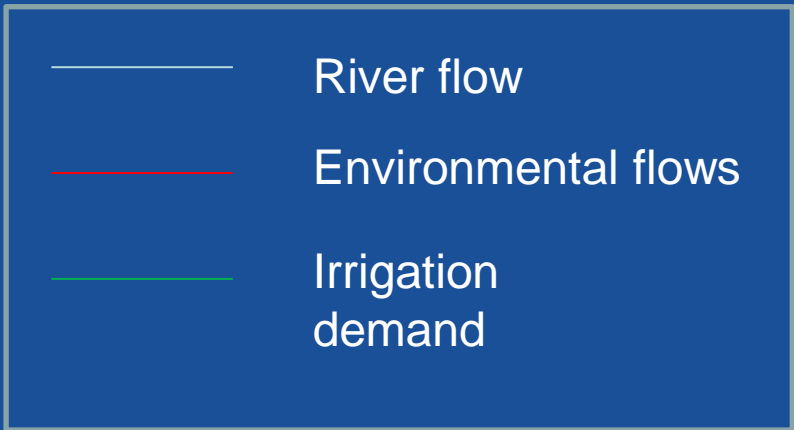 River flow
Environmental flows
Irrigation
demand